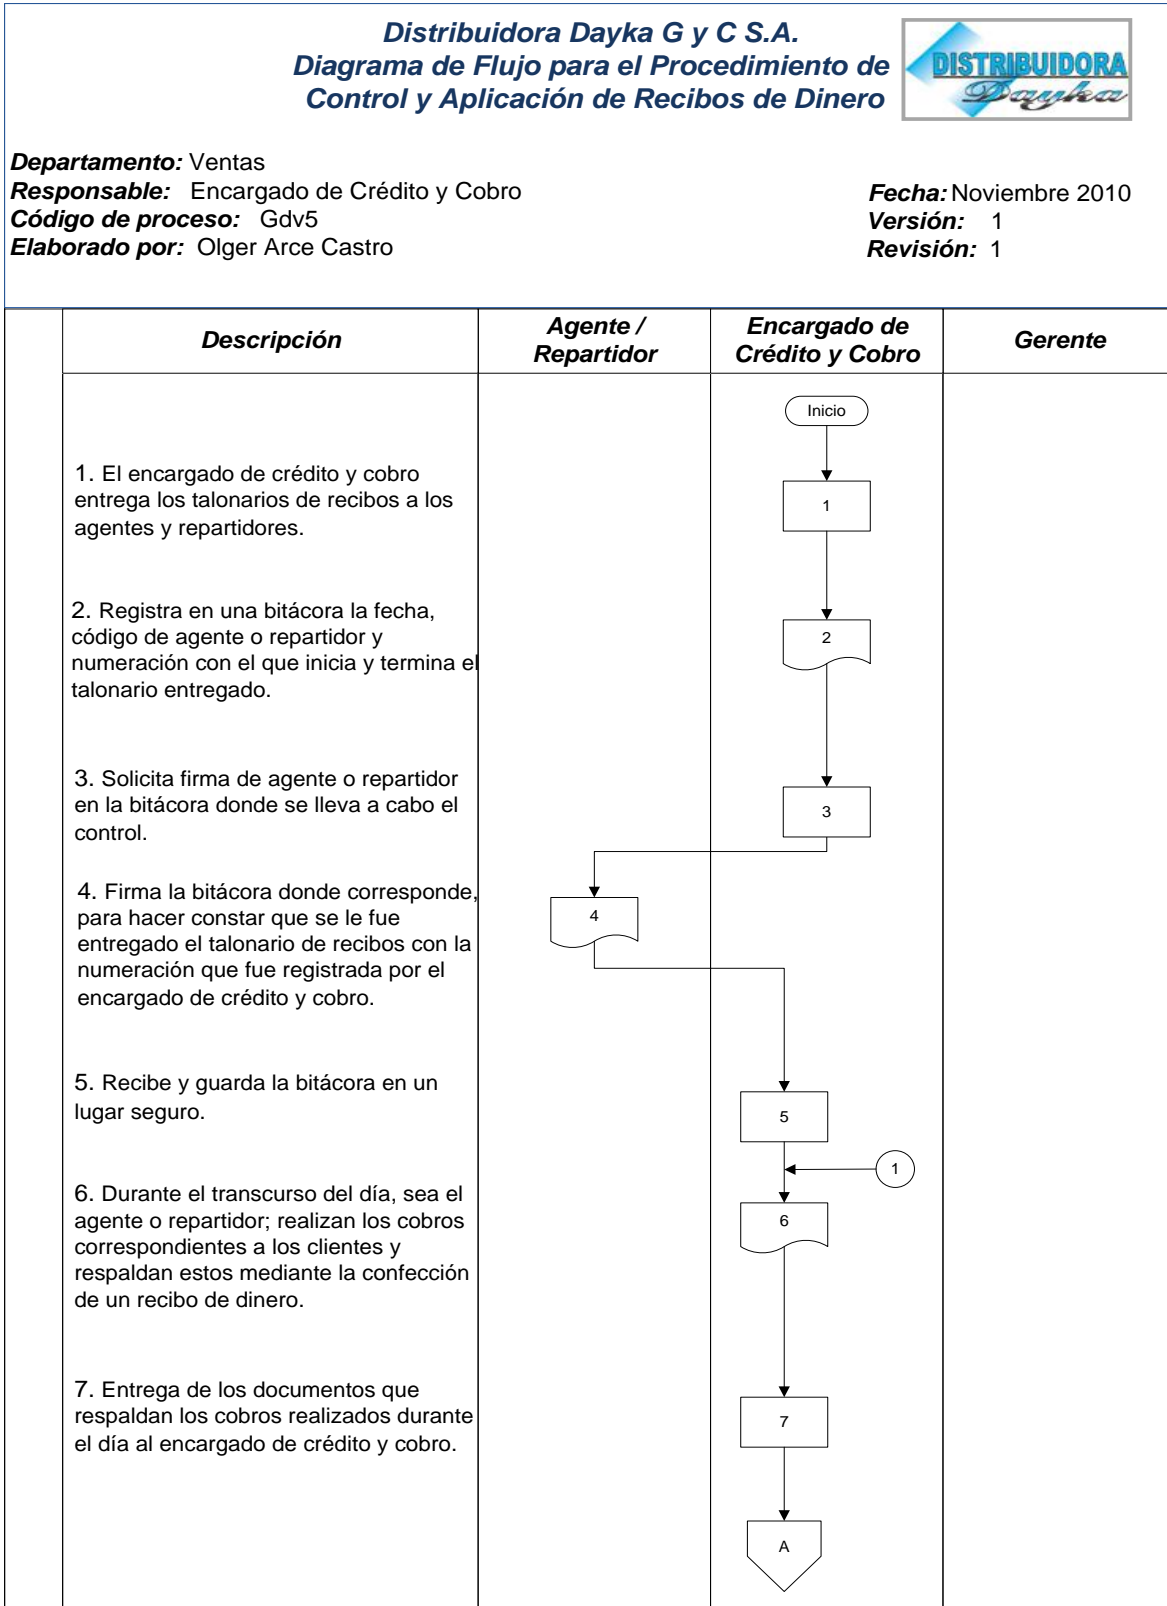 Distribuidora Dayka G y C S.A.
Diagrama de Flujo para el Procedimiento de
Control y Aplicación de Recibos de Dinero
DISTRIBUIDORA
Dayka
Departamento: Ventas
Responsable: Encargado de Crédito y Cobro
Código de proceso: Gdv5
Elaborado por: Olger Arce Castro
Fecha: Noviembre 2010
Versión: 1
Revisión: 1
Descripción
Agente /
Repartidor
Encargado de
Crédito y Cobro
Gerente
Inicio
1. El encargado de crédito y cobro
entrega los talonarios de recibos a los
agentes y repartidores.
1
2. Registra en una bitácora la fecha,
código de agente o repartidor y
numeración con el que inicia y termina el
talonario entregado.
2
3. Solicita firma de agente o repartidor
en la bitácora donde se lleva a cabo el
control.
3
4. Firma la bitácora donde corresponde,
para hacer constar que se le fue
entregado el talonario de recibos con la
numeración que fue registrada por el
encargado de crédito y cobro.
4
5. Recibe y guarda la bitácora en un
lugar seguro.
5
1
6. Durante el transcurso del día, sea el
agente o repartidor; realizan los cobros
correspondientes a los clientes y
respaldan estos mediante la confección
de un recibo de dinero.
6
7. Entrega de los documentos que
respaldan los cobros realizados durante
el día al encargado de crédito y cobro.
7
A